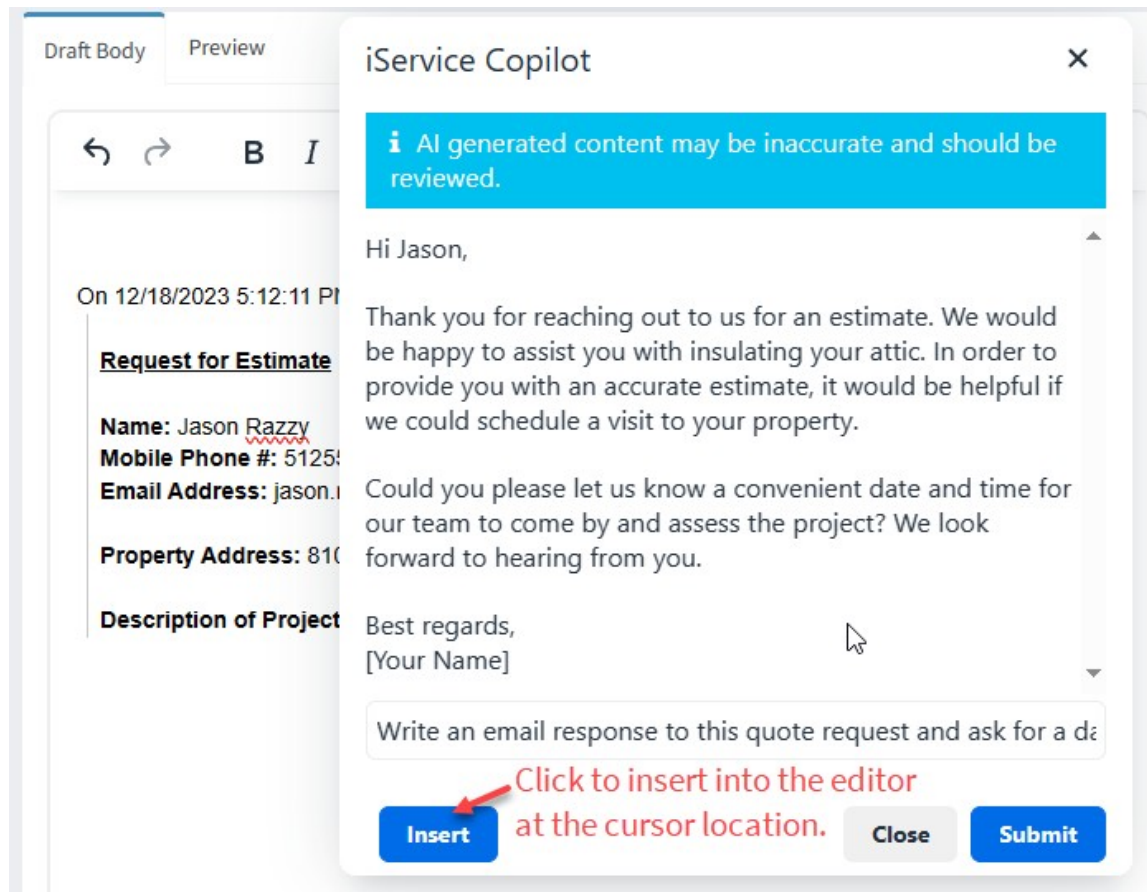 Draft Body
Preview
B I
On 12/18/2023 5:12:11
Request for Estimate
Name: Jason Razzy
Mobile Phone #: 5125
Email Address: jason.
Property Address: 810
Description of Project
iService Copilot
i AI generated content may be inaccurate and should be
reviewed.
Hi Jason,
Thank you for reaching out to us for an estimate. We would
be happy to assist you with insulating your attic. In order to
provide you with an accurate estimate, it would be helpful if
we could schedule a visit to your property.
Could you please let us know a convenient date and time for
our team to come by and assess the project? We look
forward to hearing from you.
Best regards,
[Your Name]
Write an email response to this quote request and ask for a da
Click to insert into the editor
at the cursor location.
Insert
Close
Submit